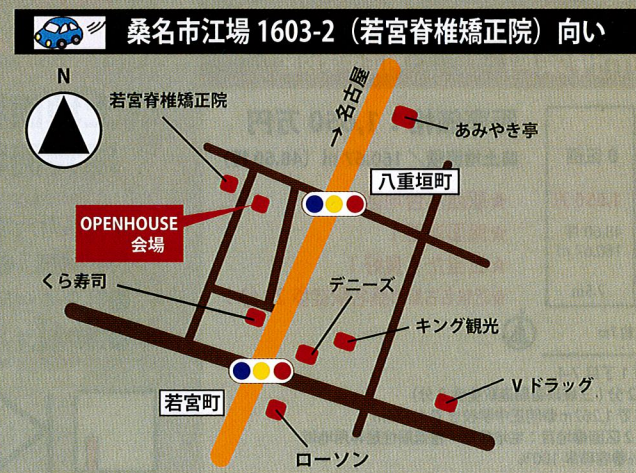 桑名市江場 1603-2（若宮脊椎矯正院）向い
N
若宮脊椎矯正院
→ 名古屋
あみやき亭
八重垣町
OPENHOUSE
会場
くら寿司
デニーズ
キング観光
若宮町
V ドラッグ
ローソン